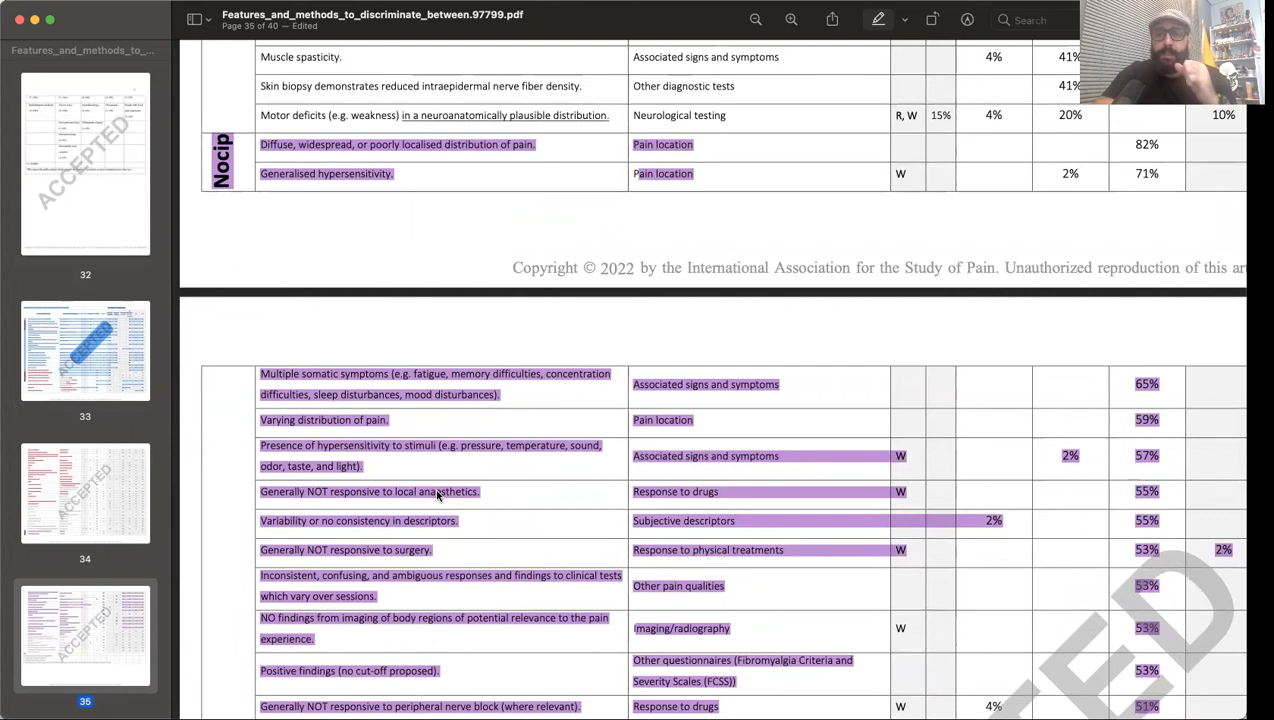 Features_and_methods_to_discriminate_between.97799.pdf
Page 35 of 40 — Edited
Search
Features_and_methods_to_...
32
33
34
35
Muscle spasticity. Associated signs and symptoms 4% 41%
Skin biopsy demonstrates reduced intraepidermal nerve fiber density. Other diagnostic tests 41%
Motor deficits (e.g. weakness) in a neuroanatomically plausible distribution. Neurological testing R, W 15% 4% 20% 10%
Nocip
Diffuse, widespread, or poorly localised distribution of pain. Pain location 82%
Generalised hypersensitivity. Pain location W 2% 71%
Copyright © 2022 by the International Association for the Study of Pain. Unauthorized reproduction of this art
Multiple somatic symptoms (e.g. fatigue, memory difficulties, concentration
difficulties, sleep disturbances, mood disturbances). Associated signs and symptoms 65%
Varying distribution of pain. Pain location 59%
Presence of hypersensitivity to stimuli (e.g. pressure, temperature, sound,
odor, taste, and light). Associated signs and symptoms W 2% 57%
Generally NOT responsive to local anaesthetics. Response to drugs W 55%
Variability or no consistency in descriptors. Subjective descriptors 2% 55%
Generally NOT responsive to surgery. Response to physical treatments W 53% 2%
Inconsistent, confusing, and ambiguous responses and findings to clinical tests
which vary over sessions. Other pain qualities 53%
NO findings from imaging of body regions of potential relevance to the pain
experience. Imaging/radiography W 53%
Positive findings (no cut-off proposed). Other questionnaires (Fibromyalgia Criteria and
Severity Scales (FCSS)) 53%
Generally NOT responsive to peripheral nerve block (where relevant). Response to drugs W 4% 51%
ACCEPTED
ACCEPTED
ACCEPTED
ACCEPTED
TED